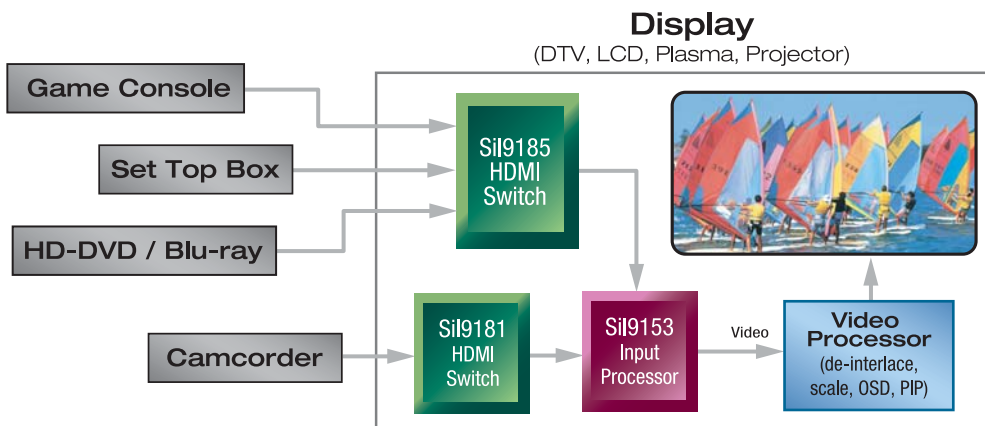 Display
(DTV, LCD, Plasma, Projector)
Game Console
Set Top Box
HD-DVD / Blu-ray
Camcorder
SiI9185
HDMI
Switch
SiI9181
HDMI
Switch
SiI9153
Input
Processor
Video
Video
Processor
(de-interlace,
scale, OSD, PIP)